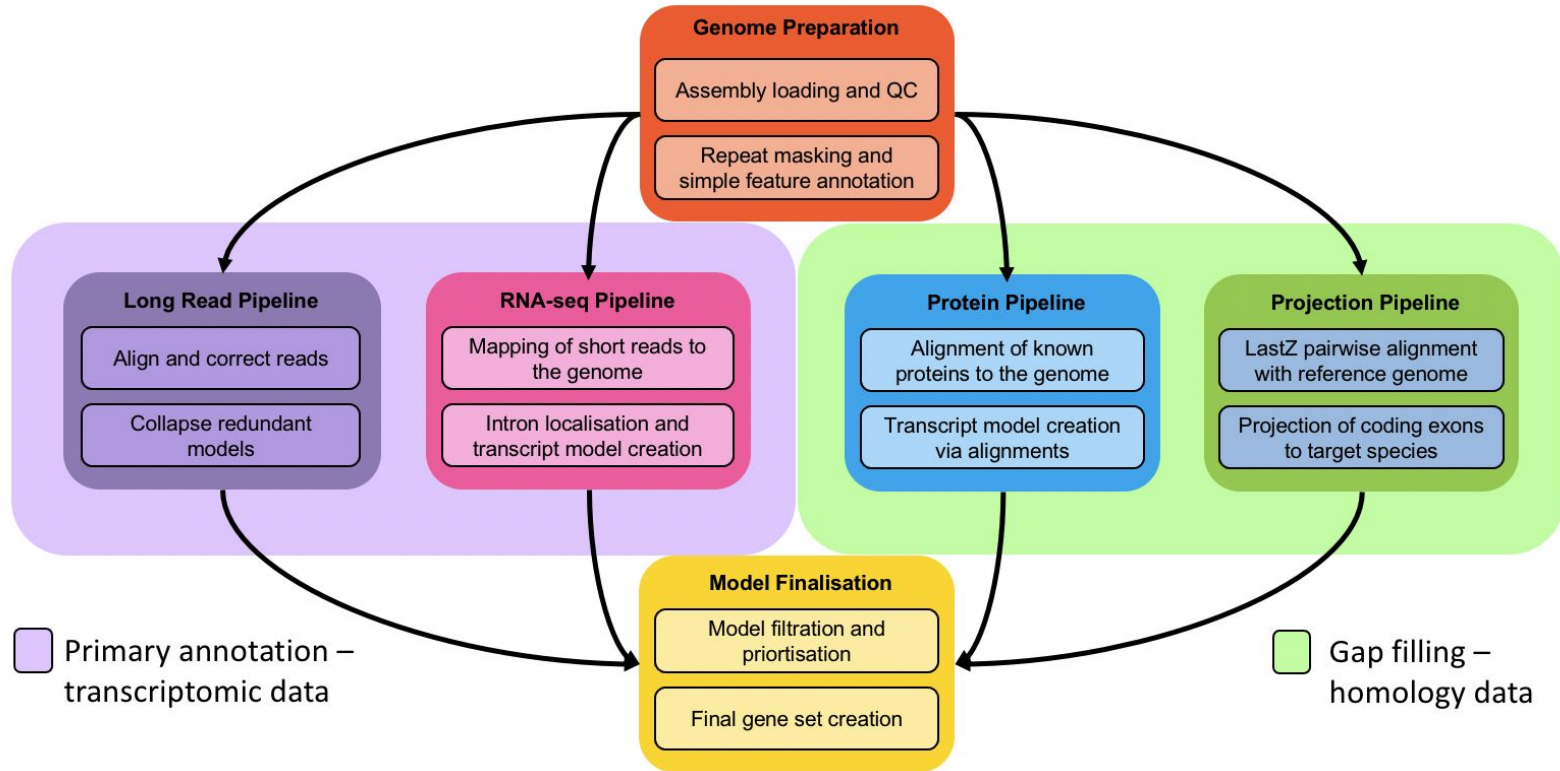 Genome Preparation
Assembly loading and QC
Repeat masking and
simple feature annotation
Long Read Pipeline
Align and correct reads
Collapse redundant
models
RNA-seq Pipeline
Mapping of short reads to
the genome
Intron localisation and
transcript model creation
Protein Pipeline
Alignment of known
proteins to the genome
Transcript model creation
via alignments
Projection Pipeline
LastZ pairwise alignment
with reference genome
Projection of coding exons
to target species
Model Finalisation
Model filtration and
priortisation
Final gene set creation
Primary annotation –
transcriptomic data
Gap filling –
homology data